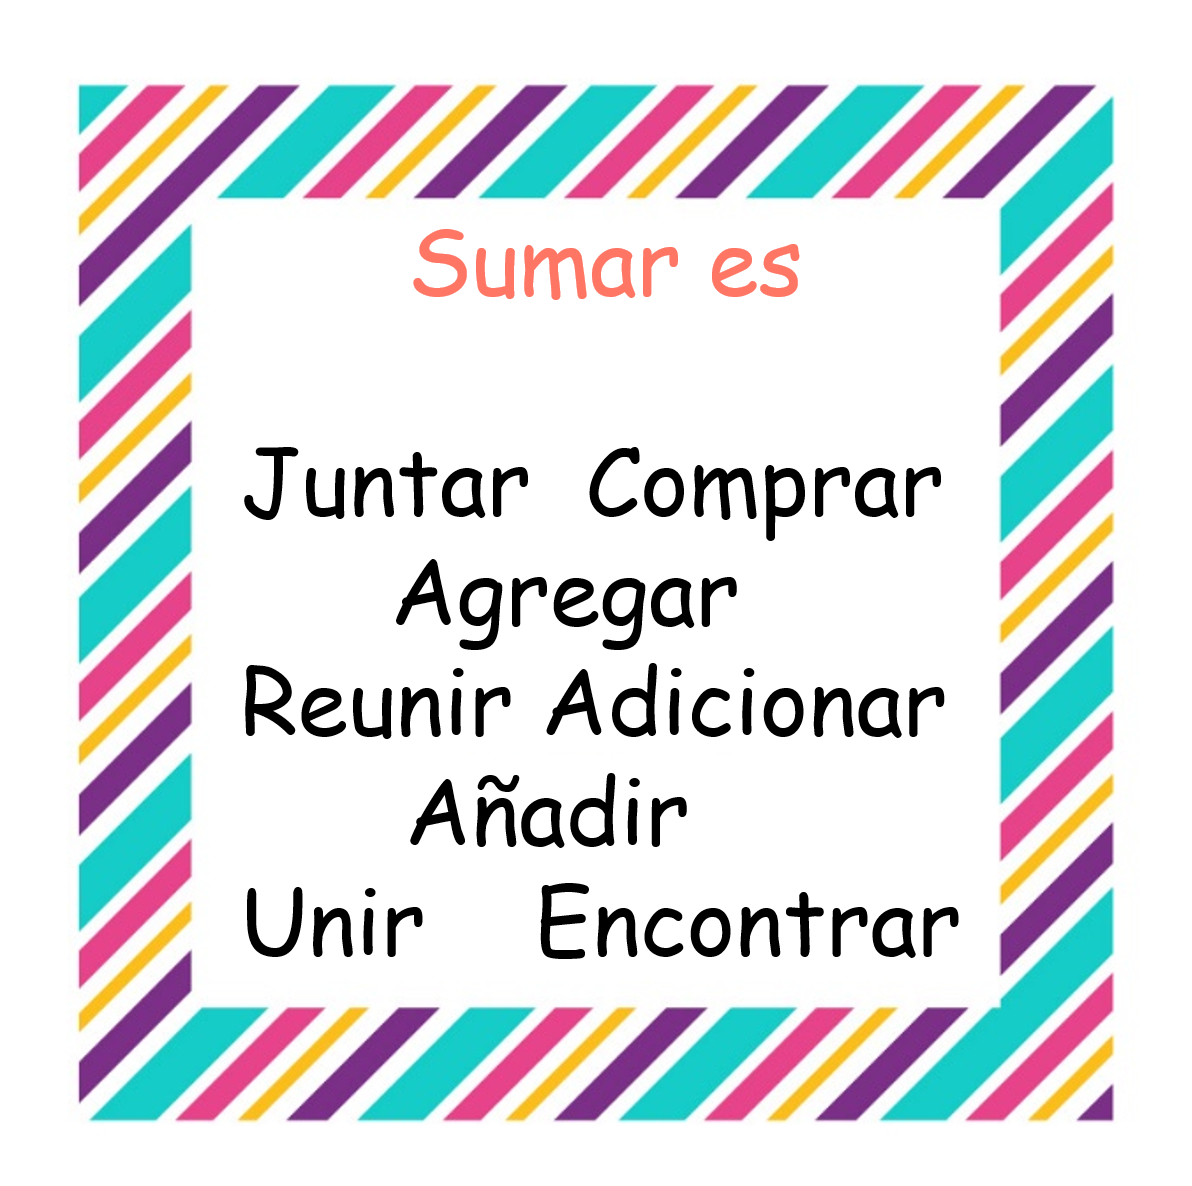 Sumar es
Juntar Comprar
Agregar
Reunir Adicionar
Añadir
Unir Encontrar